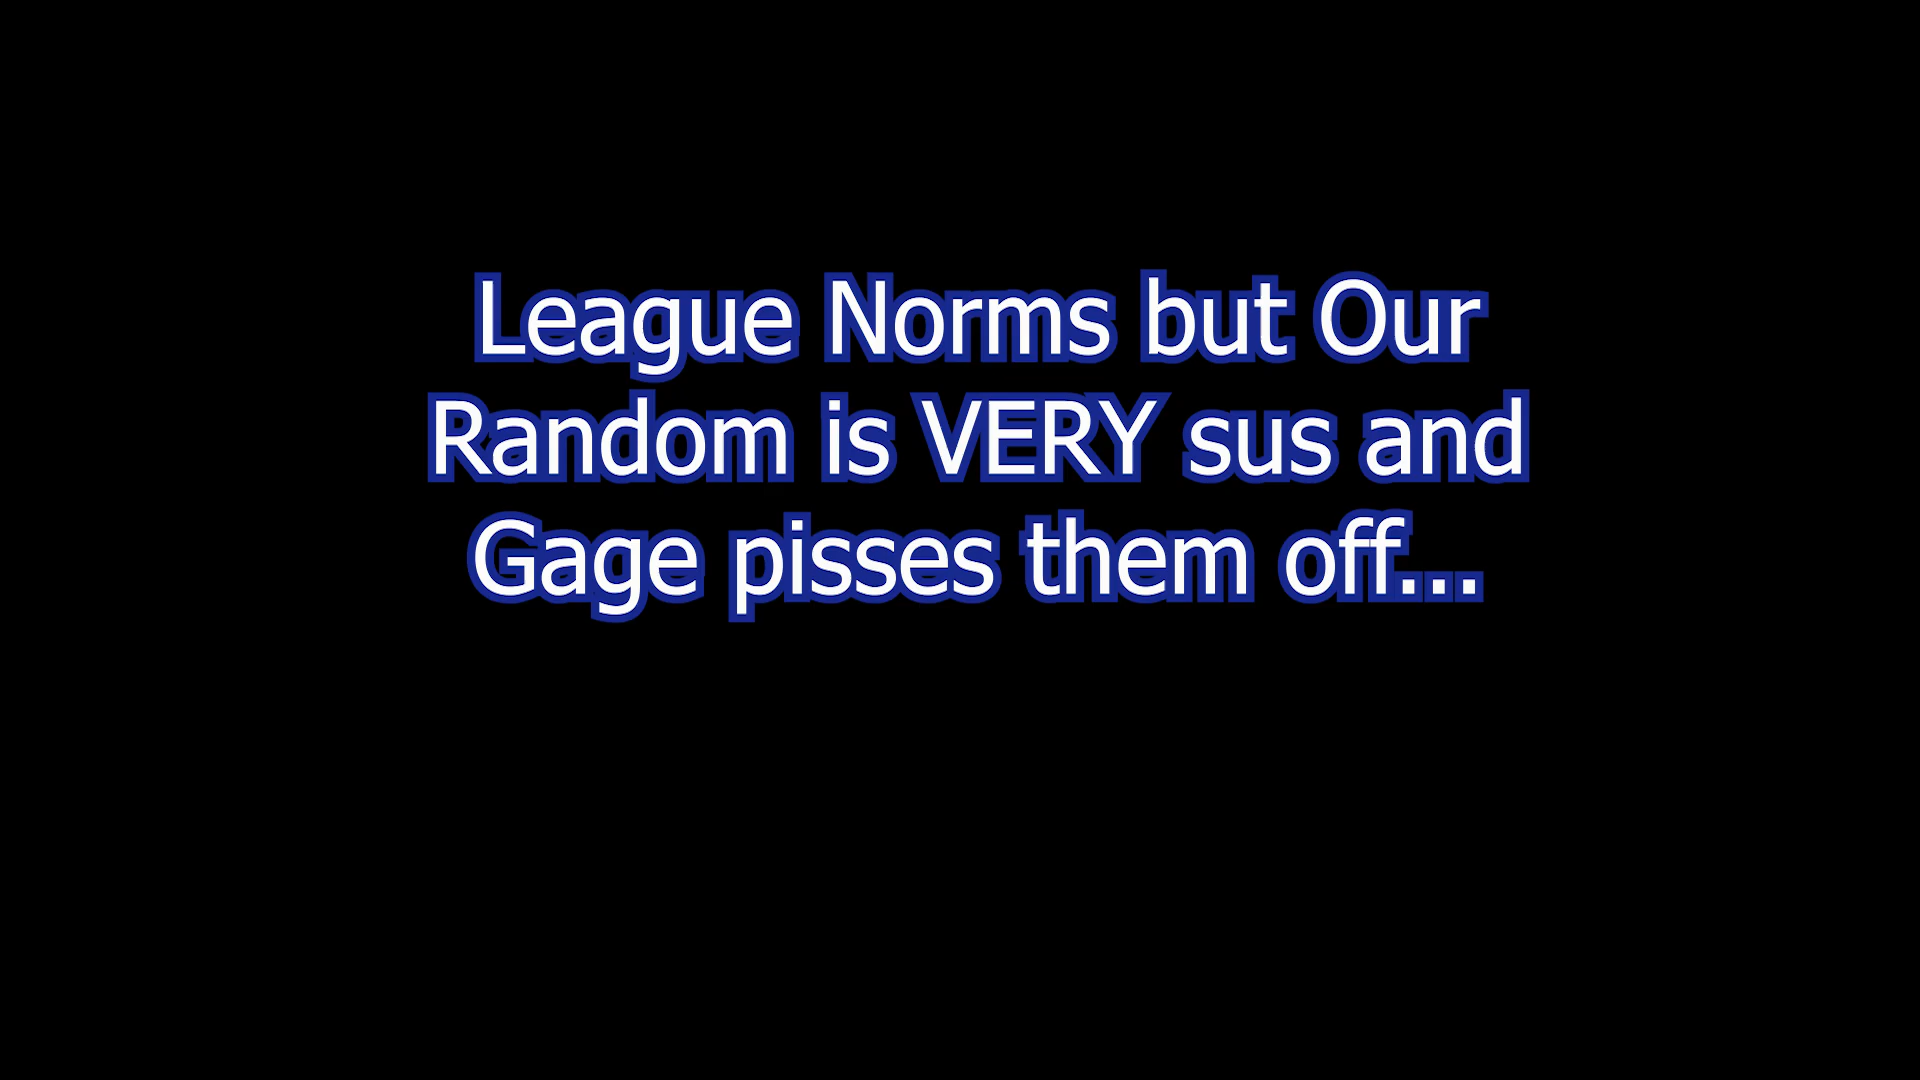 League Norms but Our
Random is VERY sus and
Gage pisses them off...